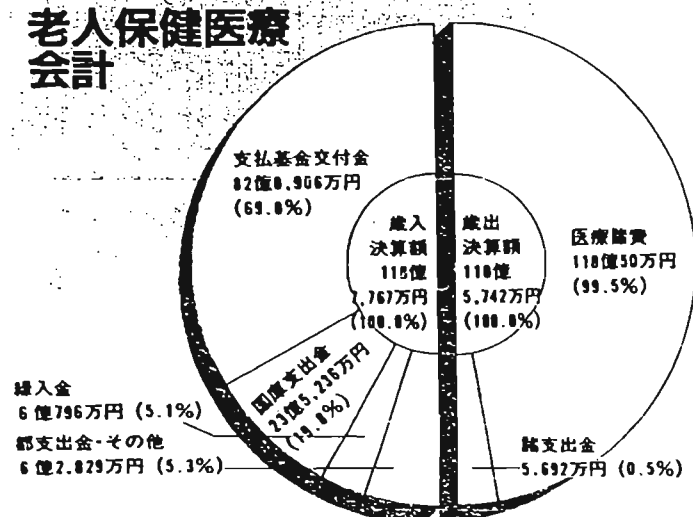 老人保健医療
会計
支払基金交付金
82億8,906万円
(69.8%)
歳入
決算額
118億
7,767万円
(100.0%)
歳出
決算額
118億
5,742万円
(100.0%)
医療諸費
118億50万円
(99.5%)
国庫支出金
23億5,236万円
(19.8%)
繰入金
6億796万円 (5.1%)
都支出金・その他
6億2,829万円 (5.3%)
諸支出金
5,692万円 (0.5%)